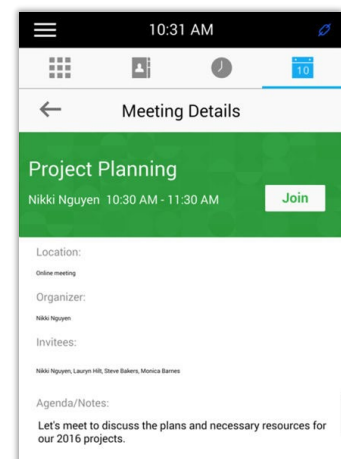 10:31 AM
10
Meeting Details
Project Planning
Nikki Nguyen 10:30 AM - 11:30 AM
Join
Location:
Online meeting
Organizer:
Nikki Nguyen
Invitees:
Nikki Nguyen, Lauryn Hilt, Steve Bakers, Monica Barnes
Agenda/Notes:
Let's meet to discuss the plans and necessary resources for
our 2016 projects.